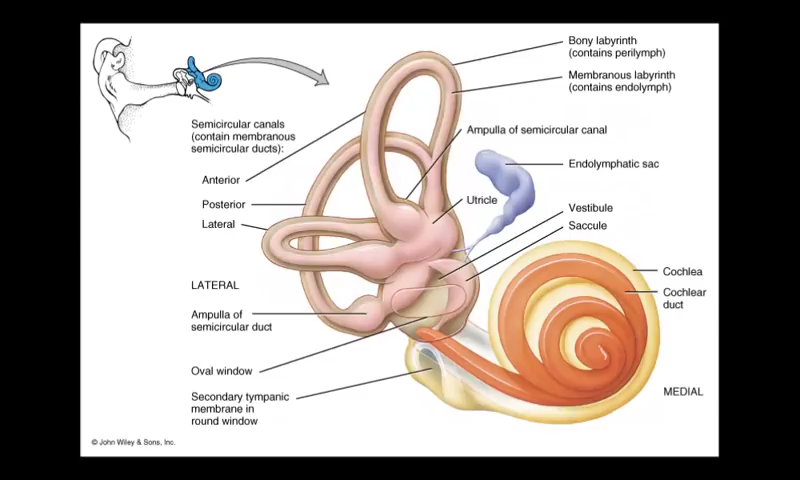 Bony labyrinth
(contains perilymph)
Membranous labyrinth
(contains endolymph)
Semicircular canals
(contain membranous
semicircular ducts):
Ampulla of semicircular canal
Endolymphatic sac
Anterior
Posterior
Utricle
Vestibule
Lateral
Saccule
Cochlea
LATERAL
Cochlear
duct
Ampulla of
semicircular duct
Oval window
MEDIAL
Secondary tympanic
membrane in
round window
© John Wiley & Sons, Inc.